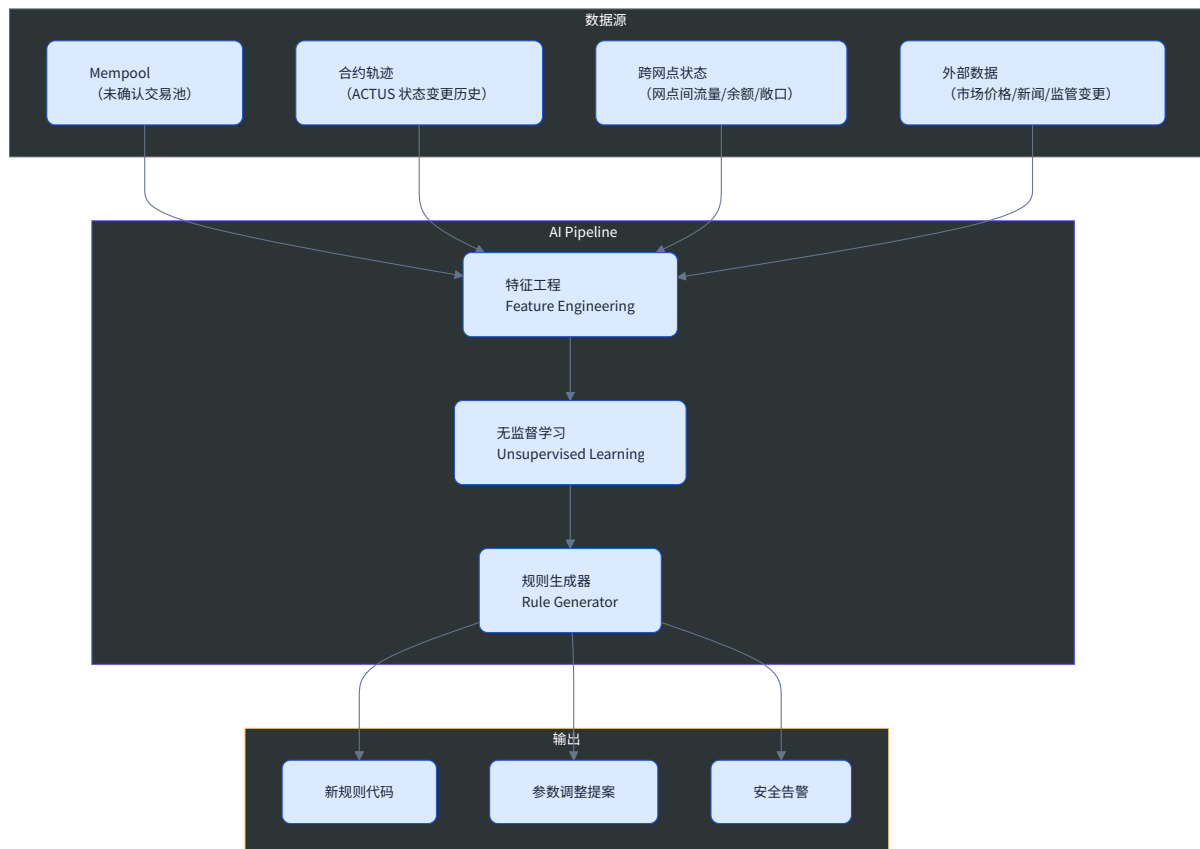 数据源
Mempool
（未确认交易池）
合约轨迹
（ACTUS 状态变更历史）
跨网点状态
（网点间流量/余额/敞口）
外部数据
（市场价格/新闻/监管变更）
AI Pipeline
特征工程
Feature Engineering
无监督学习
Unsupervised Learning
规则生成器
Rule Generator
输出
新规则代码
参数调整提案
安全告警